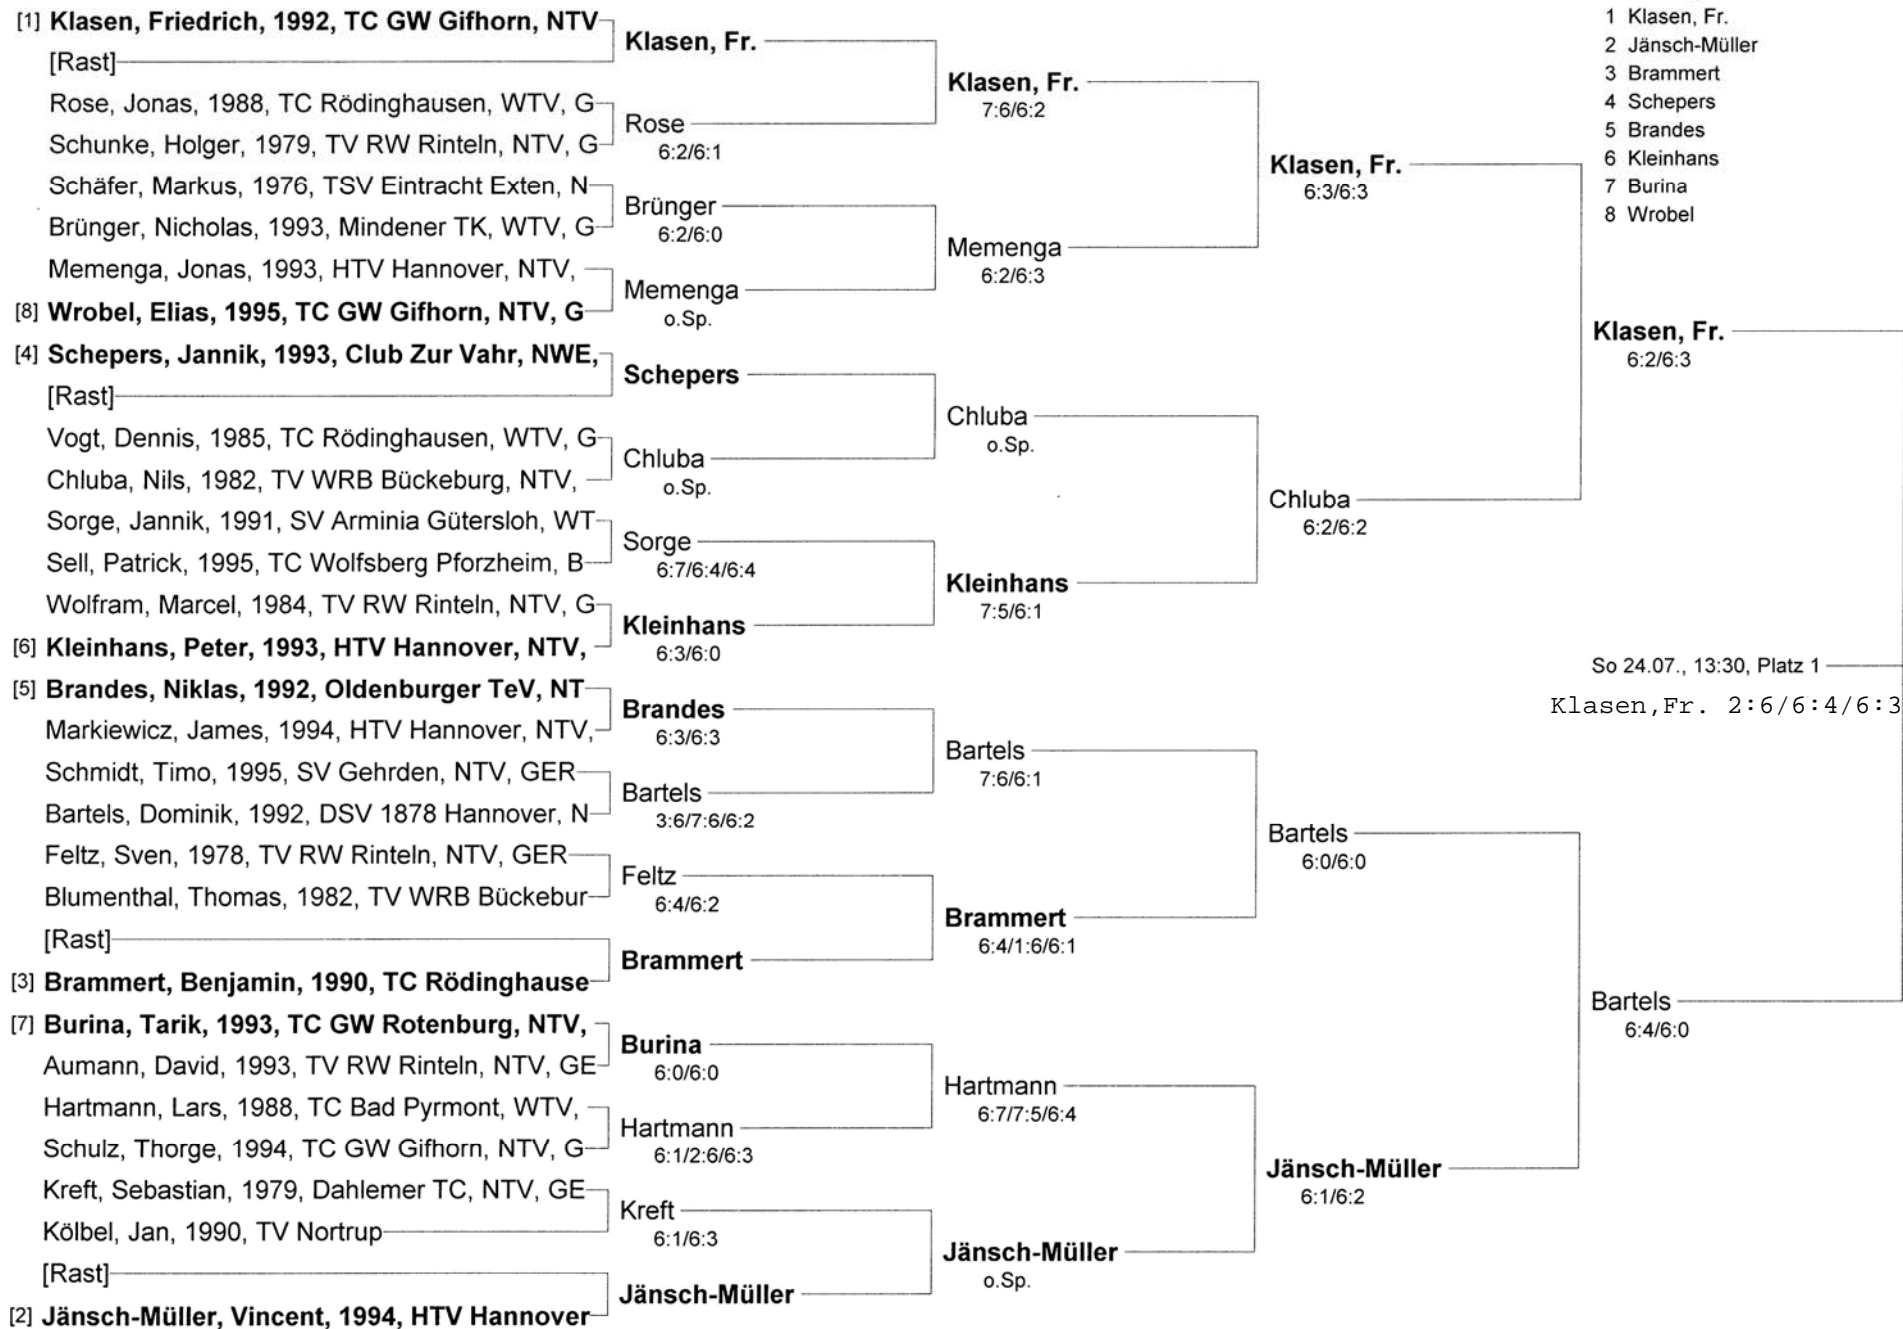 [1] Klasen, Friedrich, 1992, TC GW Gifhorn, NTV
[Rast]
Rose, Jonas, 1988, TC Rödinghausen, WTV, G
Schunke, Holger, 1979, TV RW Rinteln, NTV, G
Schäfer, Markus, 1976, TSV Eintracht Exten, N
Brünger, Nicholas, 1993, Mindener TK, WTV, G
Memenga, Jonas, 1993, HTV Hannover, NTV,
[8] Wrobel, Elias, 1995, TC GW Gifhorn, NTV, G
[4] Schepers, Jannik, 1993, Club Zur Vahr, NWE,
[Rast]
Vogt, Dennis, 1985, TC Rödinghausen, WTV, G
Chluba, Nils, 1982, TV WRB Bückeburg, NTV,
Sorge, Jannik, 1991, SV Arminia Gütersloh, WT
Sell, Patrick, 1995, TC Wolfsberg Pforzheim, B
Wolfram, Marcel, 1984, TV RW Rinteln, NTV, G
[6] Kleinhans, Peter, 1993, HTV Hannover, NTV,
[5] Brandes, Niklas, 1992, Oldenburger TeV, NT
Markiewicz, James, 1994, HTV Hannover, NTV,
Schmidt, Timo, 1995, SV Gehrden, NTV, GER
Bartels, Dominik, 1992, DSV 1878 Hannover, N
Feltz, Sven, 1978, TV RW Rinteln, NTV, GER
Blumenthal, Thomas, 1982, TV WRB Bückebur
[Rast]
[3] Brammert, Benjamin, 1990, TC Rödinghause
[7] Burina, Tarik, 1993, TC GW Rotenburg, NTV,
Aumann, David, 1993, TV RW Rinteln, NTV, GE
Hartmann, Lars, 1988, TC Bad Pyrmont, WTV,
Schulz, Thorge, 1994, TC GW Gifhorn, NTV, G
Kreft, Sebastian, 1979, Dahlemer TC, NTV, GE
Kölbel, Jan, 1990, TV Nortrup
[Rast]
[2] Jänsch-Müller, Vincent, 1994, HTV Hannover
Klasen, Fr.
Rose
6:2/6:1
Brünger
6:2/6:0
Memenga
o.Sp.
Schepers
Chluba
o.Sp.
Sorge
6:7/6:4/6:4
Kleinhans
6:3/6:0
Brandes
6:3/6:3
Bartels
3:6/7:6/6:2
Feltz
6:4/6:2
Brammert
Burina
6:0/6:0
Hartmann
6:1/2:6/6:3
Kreft
6:1/6:3
Jänsch-Müller
Klasen, Fr.
7:6/6:2
Memenga
6:2/6:3
Chluba
o.Sp.
Kleinhans
7:5/6:1
Bartels
7:6/6:1
Brammert
6:4/1:6/6:1
Hartmann
6:7/7:5/6:4
Jänsch-Müller
o.Sp.
Klasen, Fr.
6:3/6:3
Chluba
6:2/6:2
Bartels
6:0/6:0
Jänsch-Müller
6:1/6:2
1 Klasen, Fr.
2 Jänsch-Müller
3 Brammert
4 Schepers
5 Brandes
6 Kleinhans
7 Burina
8 Wrobel
Klasen, Fr.
6:2/6:3
So 24.07., 13:30, Platz 1
Klasen,Fr. 2:6/6:4/6:3
Bartels
6:4/6:0